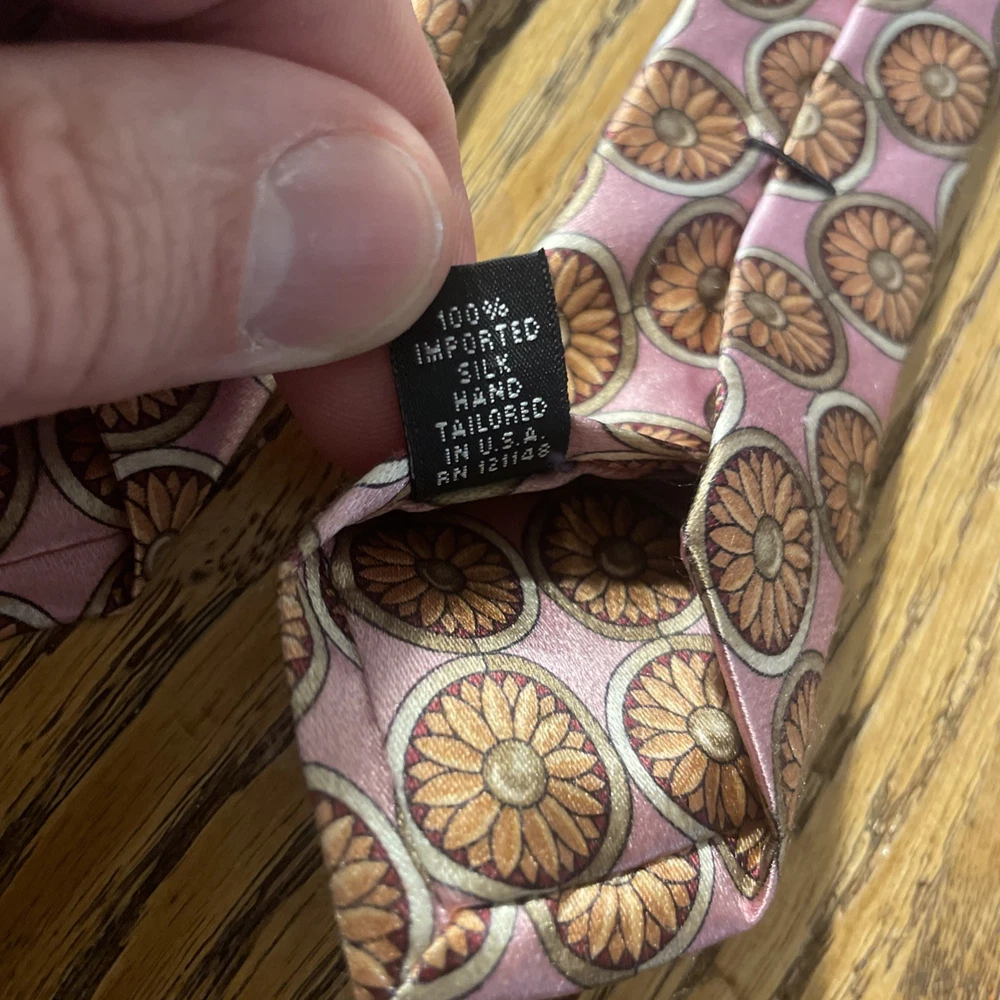 100%
IMPORTED
SILK
HAND
TAILORED
IN U.S.A.
RN 121148